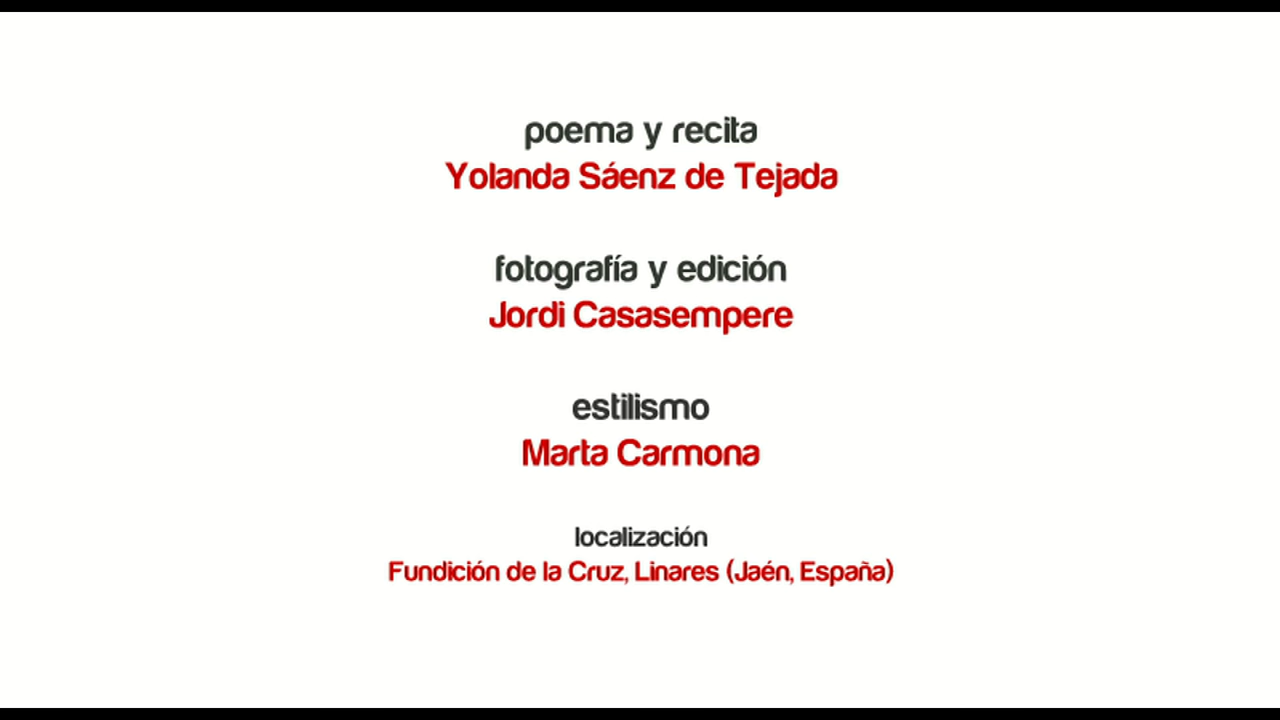 poema y recita
Yolanda Sáenz de Tejada
fotografía y edición
Jordi Casasempere
estilismo
Marta Carmona
localización
Fundición de la Cruz, Linares (Jaén, España)